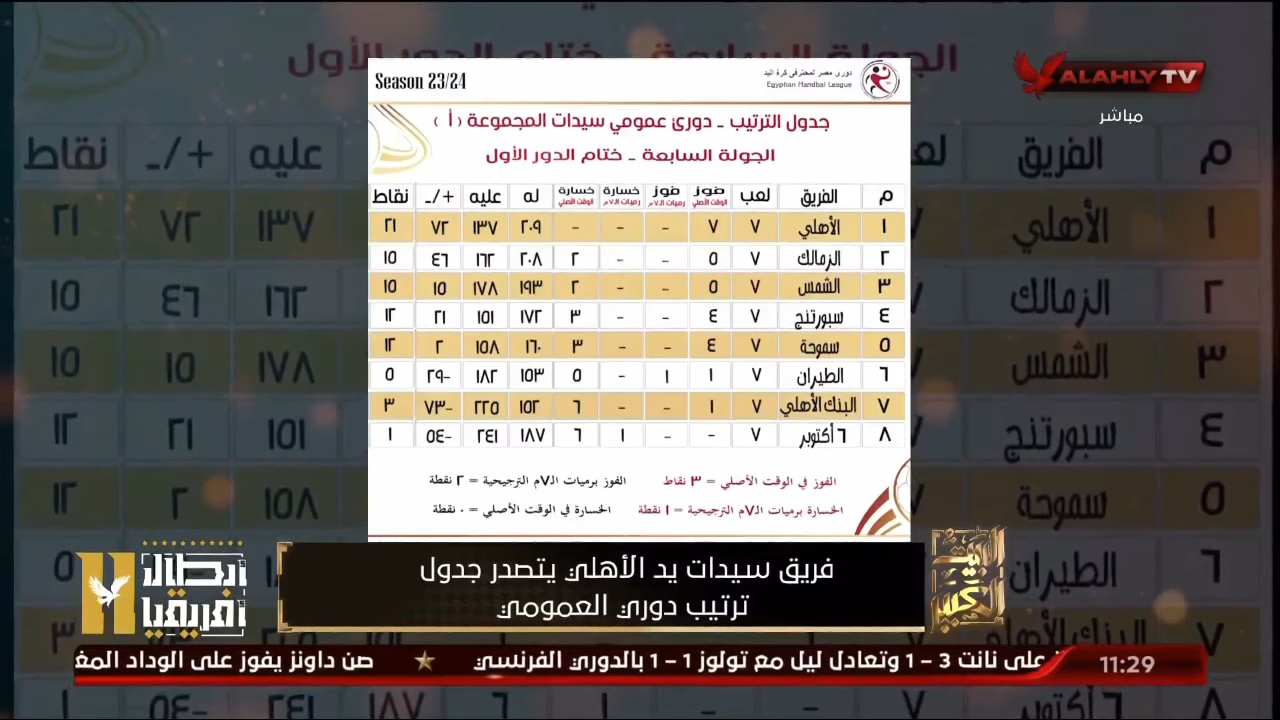 Season 23/24
دورى مصر لمحترفى كرة اليد
Egyptian Handbal League
ALAHLY TV
مباشر
جدول الترتيب - دوري عمومي سيدات المجموعة (أ)
الجولة السابعة - ختام الدور الأول
م الفريق لعب فوز الوقت الأصلي فوز رميات الـ٧م خسارة رميات الـ٧م خسارة الوقت الأصلي له عليه +/- نقاط
١ الأهلي ٧ ٧ - - - ٢٠٩ ١٣٧ ٧٢ ٢١
٢ الزمالك ٧ ٥ - - ٢ ٢٠٨ ١٦٢ ٤٦ ١٥
٣ الشمس ٧ ٥ - - ٢ ١٩٣ ١٧٨ ١٥ ١٥
٤ سبورتنج ٧ ٤ - - ٣ ١٧٢ ١٥١ ٢١ ١٢
٥ سموحة ٧ ٤ - - ٣ ١٦٠ ١٥٨ ٢ ١٢
٦ الطيران ٧ ١ ١ - ٥ ١٥٣ ١٨٢ -٢٩ ٥
٧ البنك الأهلي ٧ ١ - - ٦ ١٥٢ ٢٢٥ -٧٣ ٣
٨ ٦ أكتوبر ٧ - - ١ ٦ ١٨٧ ٢٤١ -٥٤ ١
الفوز في الوقت الأصلي = ٣ نقاط الفوز برميات الـ٧م الترجيحية = ٢ نقطة
الخسارة برميات الـ٧م الترجيحية = ١ نقطة الخسارة في الوقت الأصلي = ٠ نقطة
فريق سيدات يد الأهلي يتصدر جدول
ترتيب دوري العمومي
أبطال
أفريقيا
11:29
على نانت 3 - 1 وتعادل ليل مع تولوز 1 - 1 بالدوري الفرنسي ★ صن داونز يفوز على الوداد